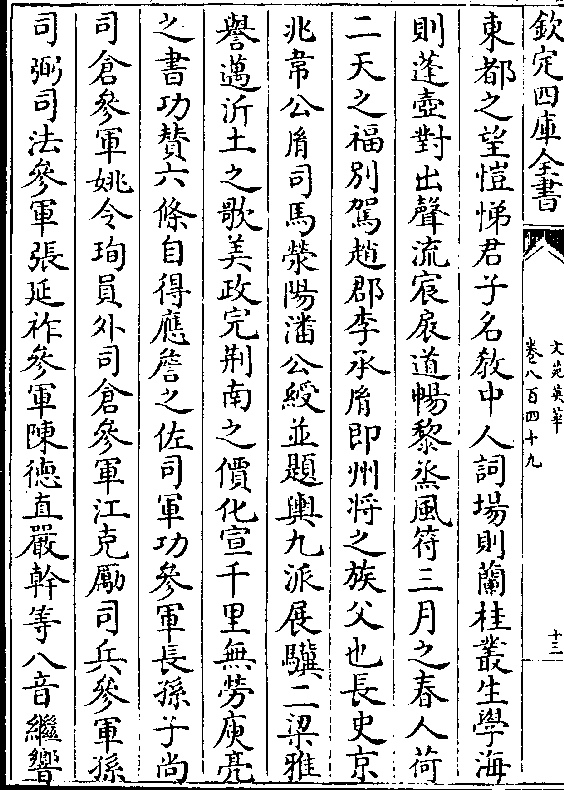 欽定四庫全書
文苑英華
卷八百四十九
十三
東都之望愷悌君子名教中人詞場則蘭桂叢生學海
則蓬壺對出聲流宸扆道暢黎烝風符三月之春人荷
二天之福別駕趙郡李承胤即州將之族父也長史京
兆韋公胤司馬滎陽潘公綬並題輿九派展驥二梁雅
譽邁沂土之歌美政完荆南之價化宣千里無勞庾亮
之書功贊六條自得應詹之佐司軍功參軍長孫子尚
司倉參軍姚令珣員外司倉參軍江克勵司兵參軍孫
司弼司法參軍張延祚參軍陳德直嚴幹等八音繼響